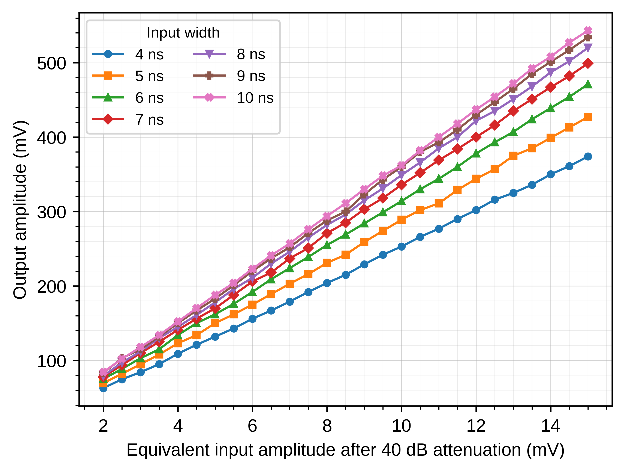 Input width
4 ns
5 ns
6 ns
7 ns
8 ns
9 ns
10 ns
Output amplitude (mV)
500
400
300
200
100
2 4 6 8 10 12 14
Equivalent input amplitude after 40 dB attenuation (mV)